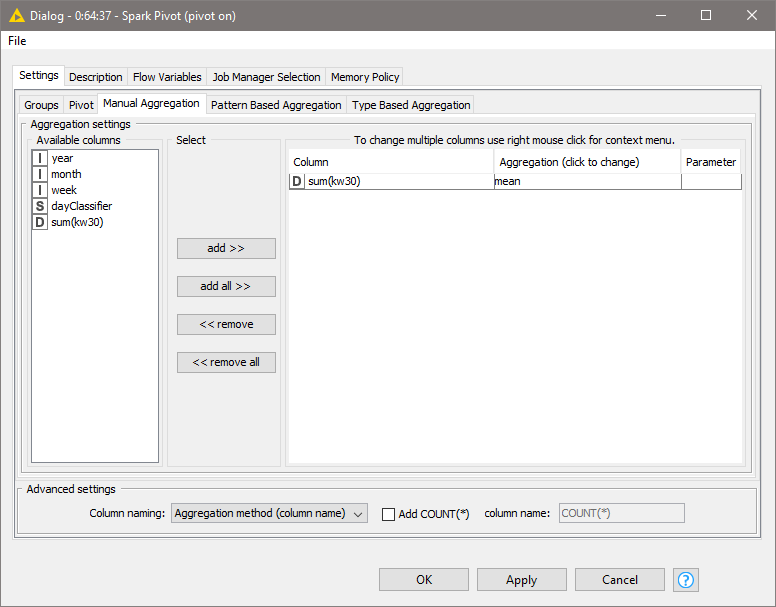 Dialog - 0:64:37 - Spark Pivot (pivot on)
File
Settings Description Flow Variables Job Manager Selection Memory Policy
Groups Pivot Manual Aggregation Pattern Based Aggregation Type Based Aggregation
Aggregation settings
Available columns
I year
I month
I week
S dayClassifier
D sum(kw30)
Select
add >>
add all >>
<< remove
<< remove all
To change multiple columns use right mouse click for context menu.
Column Aggregation (click to change) Parameter
D sum(kw30) mean
Advanced settings
Column naming: Aggregation method (column name) Add COUNT(*) column name: COUNT(*)
OK Apply Cancel ?